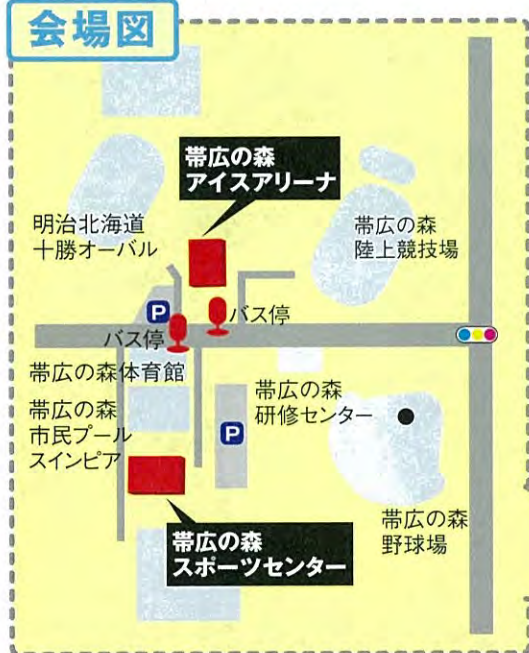 会場図
帯広の森
アイスアリーナ
明治北海道
十勝オーバル
帯広の森
陸上競技場
P
バス停
バス停
帯広の森体育館
帯広の森
市民プール
スインピア
帯広の森
研修センター
P
帯広の森
野球場
帯広の森
スポーツセンター